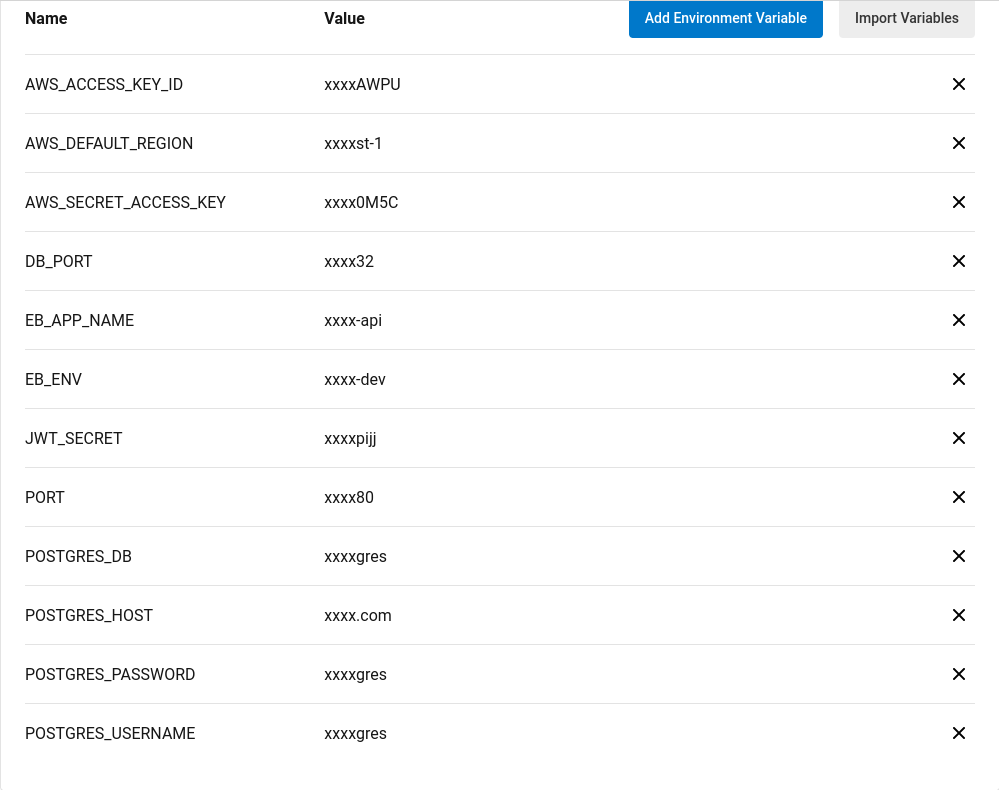 Name Value Add Environment Variable Import Variables
AWS_ACCESS_KEY_ID xxxxAWPU
AWS_DEFAULT_REGION xxxxst-1
AWS_SECRET_ACCESS_KEY xxxx0M5C
DB_PORT xxxx32
EB_APP_NAME xxxx-api
EB_ENV xxxx-dev
JWT_SECRET xxxxpijj
PORT xxxx80
POSTGRES_DB xxxxgres
POSTGRES_HOST xxxx.com
POSTGRES_PASSWORD xxxxgres
POSTGRES_USERNAME xxxxgres